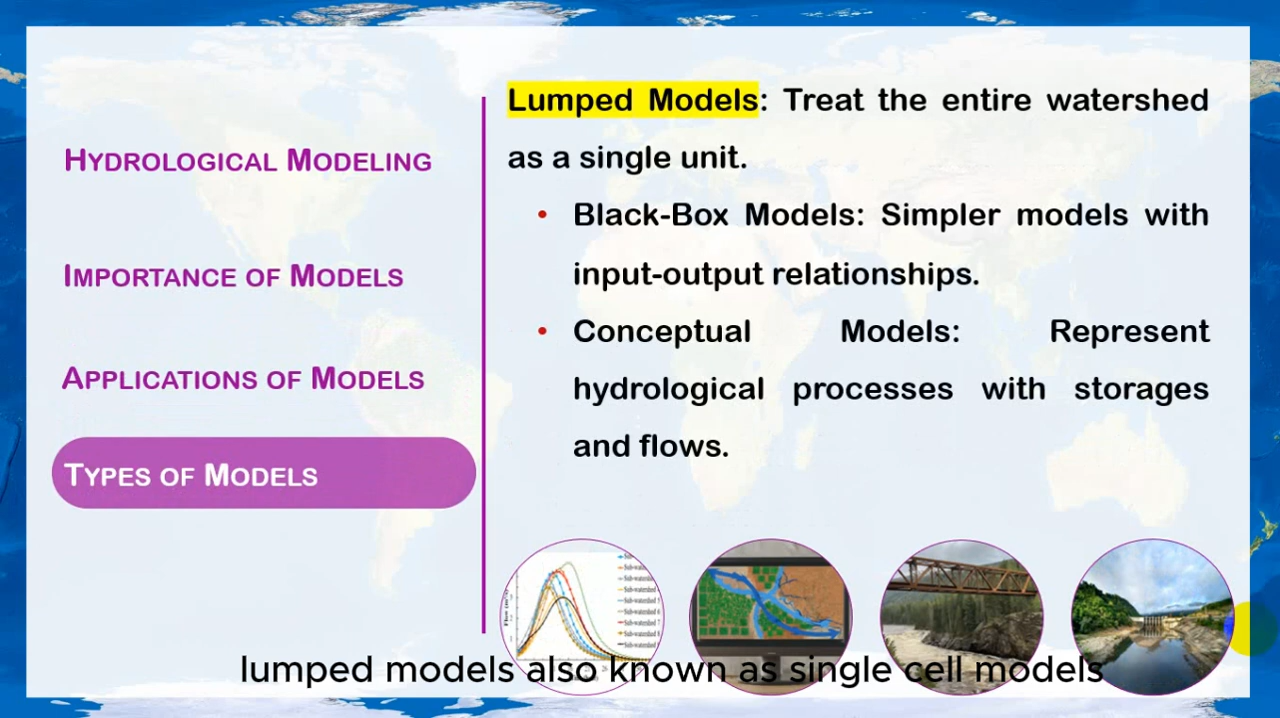 HYDROLOGICAL MODELING
IMPORTANCE OF MODELS
APPLICATIONS OF MODELS
TYPES OF MODELS
Lumped Models: Treat the entire watershed
as a single unit.
• Black-Box Models: Simpler models with
input-output relationships.
• Conceptual Models: Represent
hydrological processes with storages
and flows.
lumped models also known as single cell models